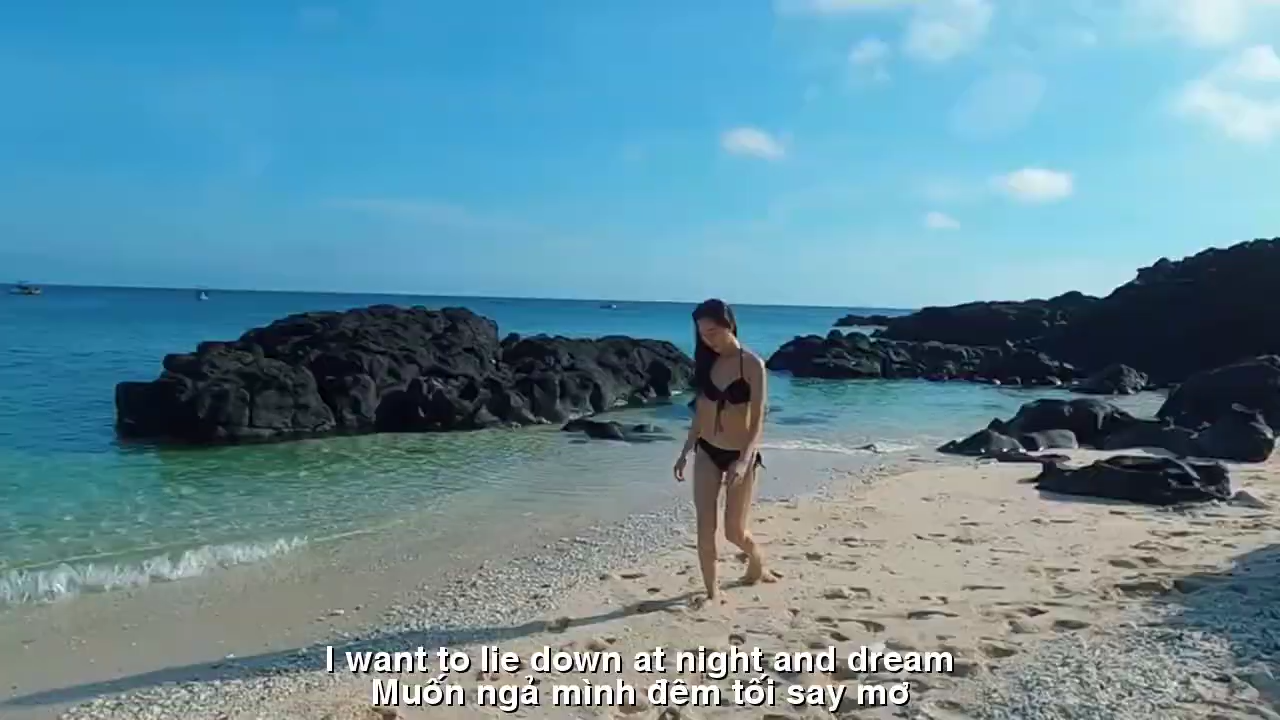 I want to lie down at night and dream
Muốn ngả mình đêm tối say mơ